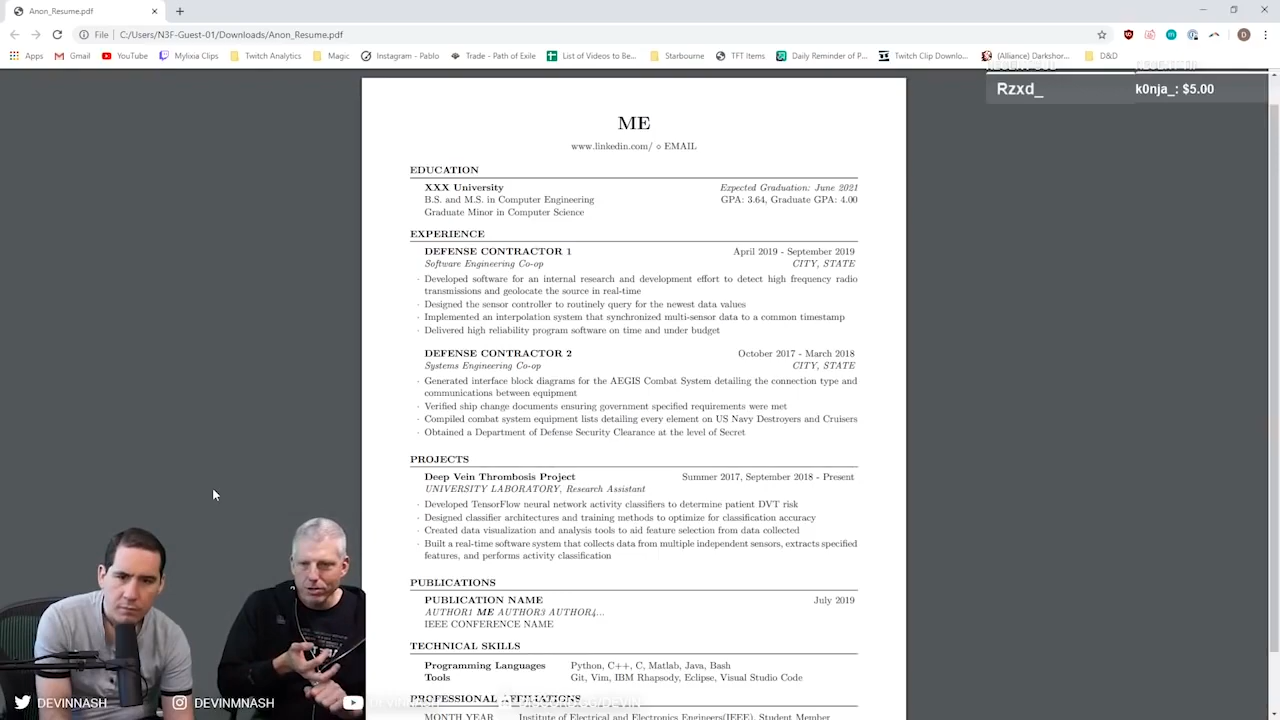 Anon_Resume.pdf
File | C:/Users/N3F-Guest-01/Downloads/Anon_Resume.pdf
Apps Gmail YouTube Mylixia Clips Twitch Analytics Magic Instagram - Pablo Trade - Path of Exile List of Videos to Be... Starbourne TFT Items Daily Reminder of P... Twitch Clip Downlo... (Alliance) Darkshor... D&D
Rzxd_ k0nja_: $5.00
ME
www.linkedin.com/ ⋄ EMAIL
EDUCATION
XXX University Expected Graduation: June 2021
B.S. and M.S. in Computer Engineering GPA: 3.64, Graduate GPA: 4.00
Graduate Minor in Computer Science
EXPERIENCE
DEFENSE CONTRACTOR 1 April 2019 - September 2019
Software Engineering Co-op CITY, STATE
· Developed software for an internal research and development effort to detect high frequency radio
transmissions and geolocate the source in real-time
· Designed the sensor controller to routinely query for the newest data values
· Implemented an interpolation system that synchronized multi-sensor data to a common timestamp
· Delivered high reliability program software on time and under budget
DEFENSE CONTRACTOR 2 October 2017 - March 2018
Systems Engineering Co-op CITY, STATE
· Generated interface block diagrams for the AEGIS Combat System detailing the connection type and
communications between equipment
· Verified ship change documents ensuring government specified requirements were met
· Compiled combat system equipment lists detailing every element on US Navy Destroyers and Cruisers
· Obtained a Department of Defense Security Clearance at the level of Secret
PROJECTS
Deep Vein Thrombosis Project Summer 2017, September 2018 - Present
UNIVERSITY LABORATORY, Research Assistant
· Developed TensorFlow neural network activity classifiers to determine patient DVT risk
· Designed classifier architectures and training methods to optimize for classification accuracy
· Created data visualization and analysis tools to aid feature selection from data collected
· Built a real-time software system that collects data from multiple independent sensors, extracts specified
features, and performs activity classification
PUBLICATIONS
PUBLICATION NAME July 2019
AUTHOR1 ME AUTHOR3 AUTHOR4...
IEEE CONFERENCE NAME
TECHNICAL SKILLS
Programming Languages Python, C++, C, Matlab, Java, Bash
Tools Git, Vim, IBM Rhapsody, Eclipse, Visual Studio Code
PROFESSIONAL AFFILIATIONS
MONTH YEAR Institute of Electrical and Electronics Engineers(IEEE), Student Member
DEVINNASH DEVINMNASH